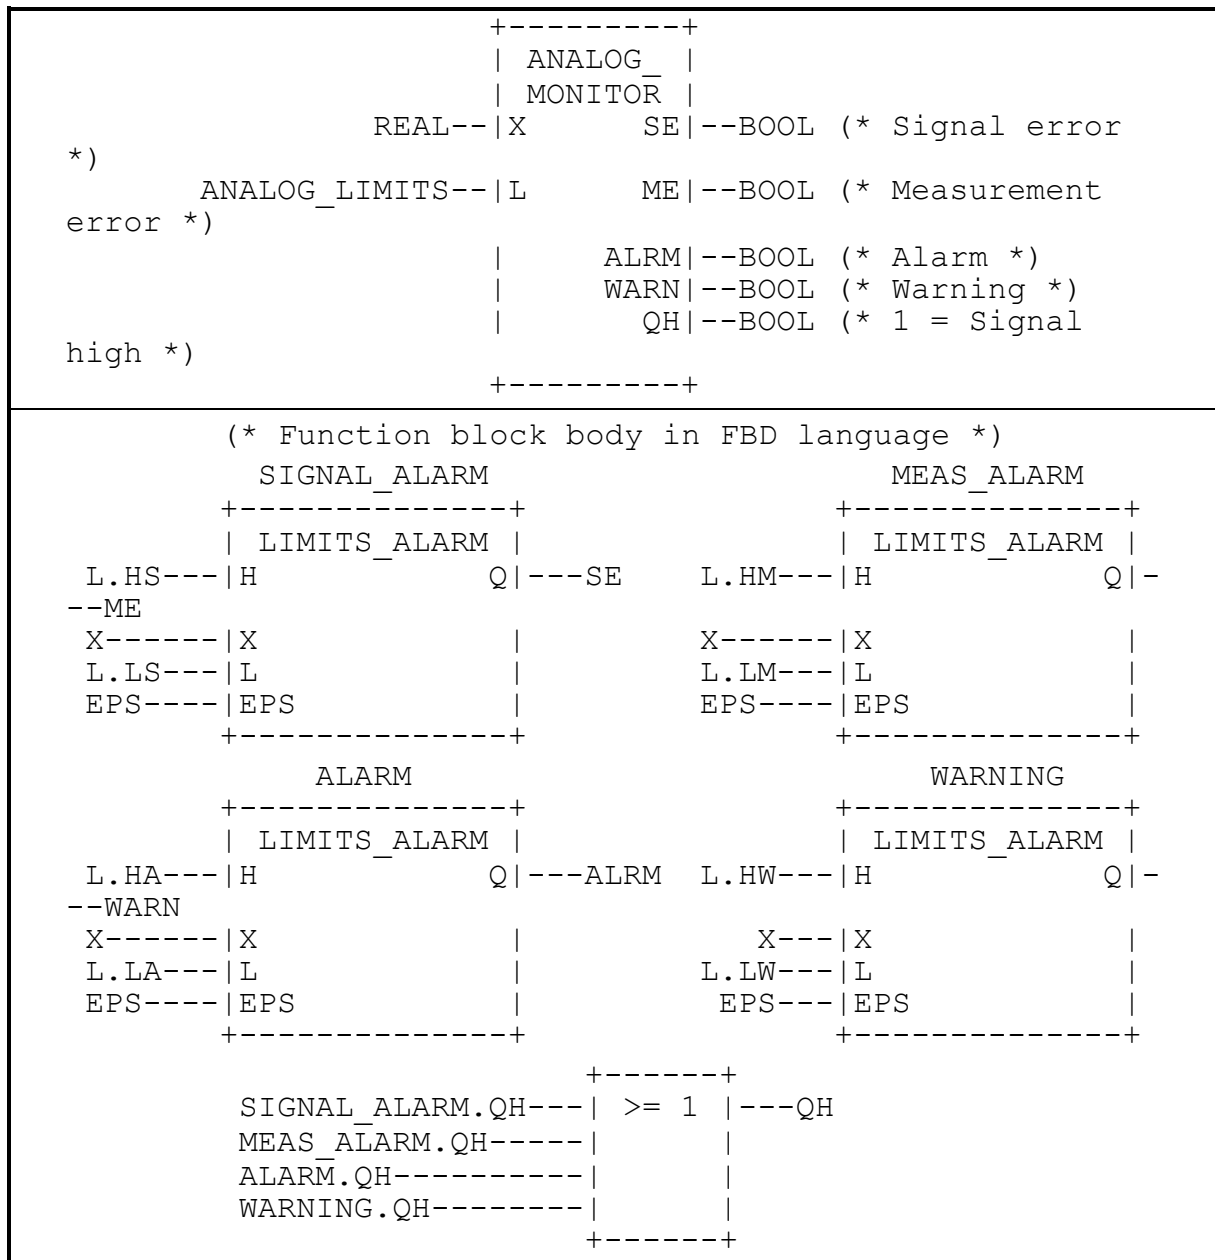 +---------+
| ANALOG_ |
| MONITOR |
REAL--|X SE|--BOOL (* Signal error
*)
ANALOG_LIMITS--|L ME|--BOOL (* Measurement
error *)
| ALRM|--BOOL (* Alarm *)
| WARN|--BOOL (* Warning *)
| QH|--BOOL (* 1 = Signal
high *)
+---------+
(* Function block body in FBD language *)
SIGNAL_ALARM MEAS_ALARM
+--------------+ +--------------+
| LIMITS_ALARM | | LIMITS_ALARM |
L.HS---|H Q|---SE L.HM---|H Q|-
--ME
X------|X | X------|X |
L.LS---|L | L.LM---|L |
EPS----|EPS | EPS----|EPS |
+--------------+ +--------------+
ALARM WARNING
+--------------+ +--------------+
| LIMITS_ALARM | | LIMITS_ALARM |
L.HA---|H Q|---ALRM L.HW---|H Q|-
--WARN
X------|X | X---|X |
L.LA---|L | L.LW---|L |
EPS----|EPS | EPS---|EPS |
+--------------+ +--------------+
+------+
SIGNAL_ALARM.QH---| >= 1 |---QH
MEAS_ALARM.QH-----| |
ALARM.QH----------| |
WARNING.QH--------| |
+------+